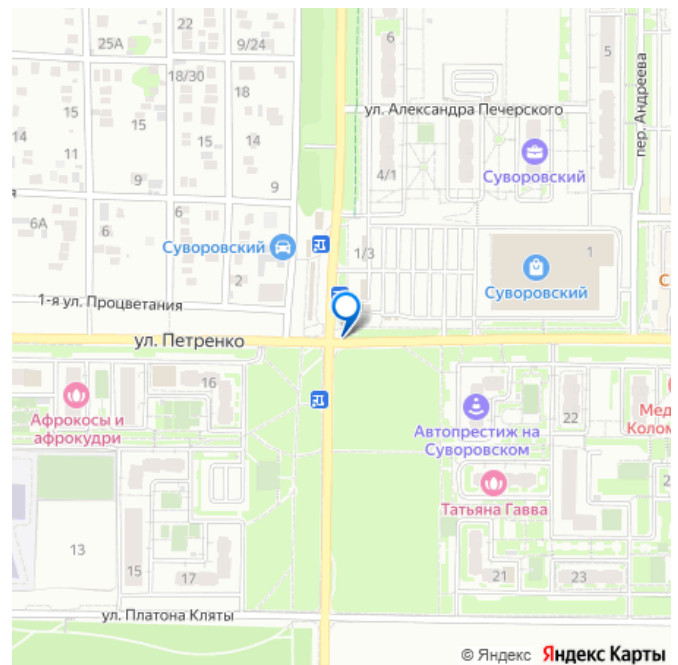 22
25А
9/24
6
5
18/30
18
ул. Александра Печерского
пер. Андреева
15
15
15
14
14
11
Суворовский
9
9
4/1
6А
6
6
Суворовский
1/3
1
2
Суворовский
С
1-я ул. Процветания
ул. Петренко
16
Афрокосы и
афрокудри
Автопрестиж на
Суворовском
22
Мед
Колом
Татьяна Гавва
2
13
15
17
21
23
ул. Платона Кляты
© Яндекс Яндекс Карты